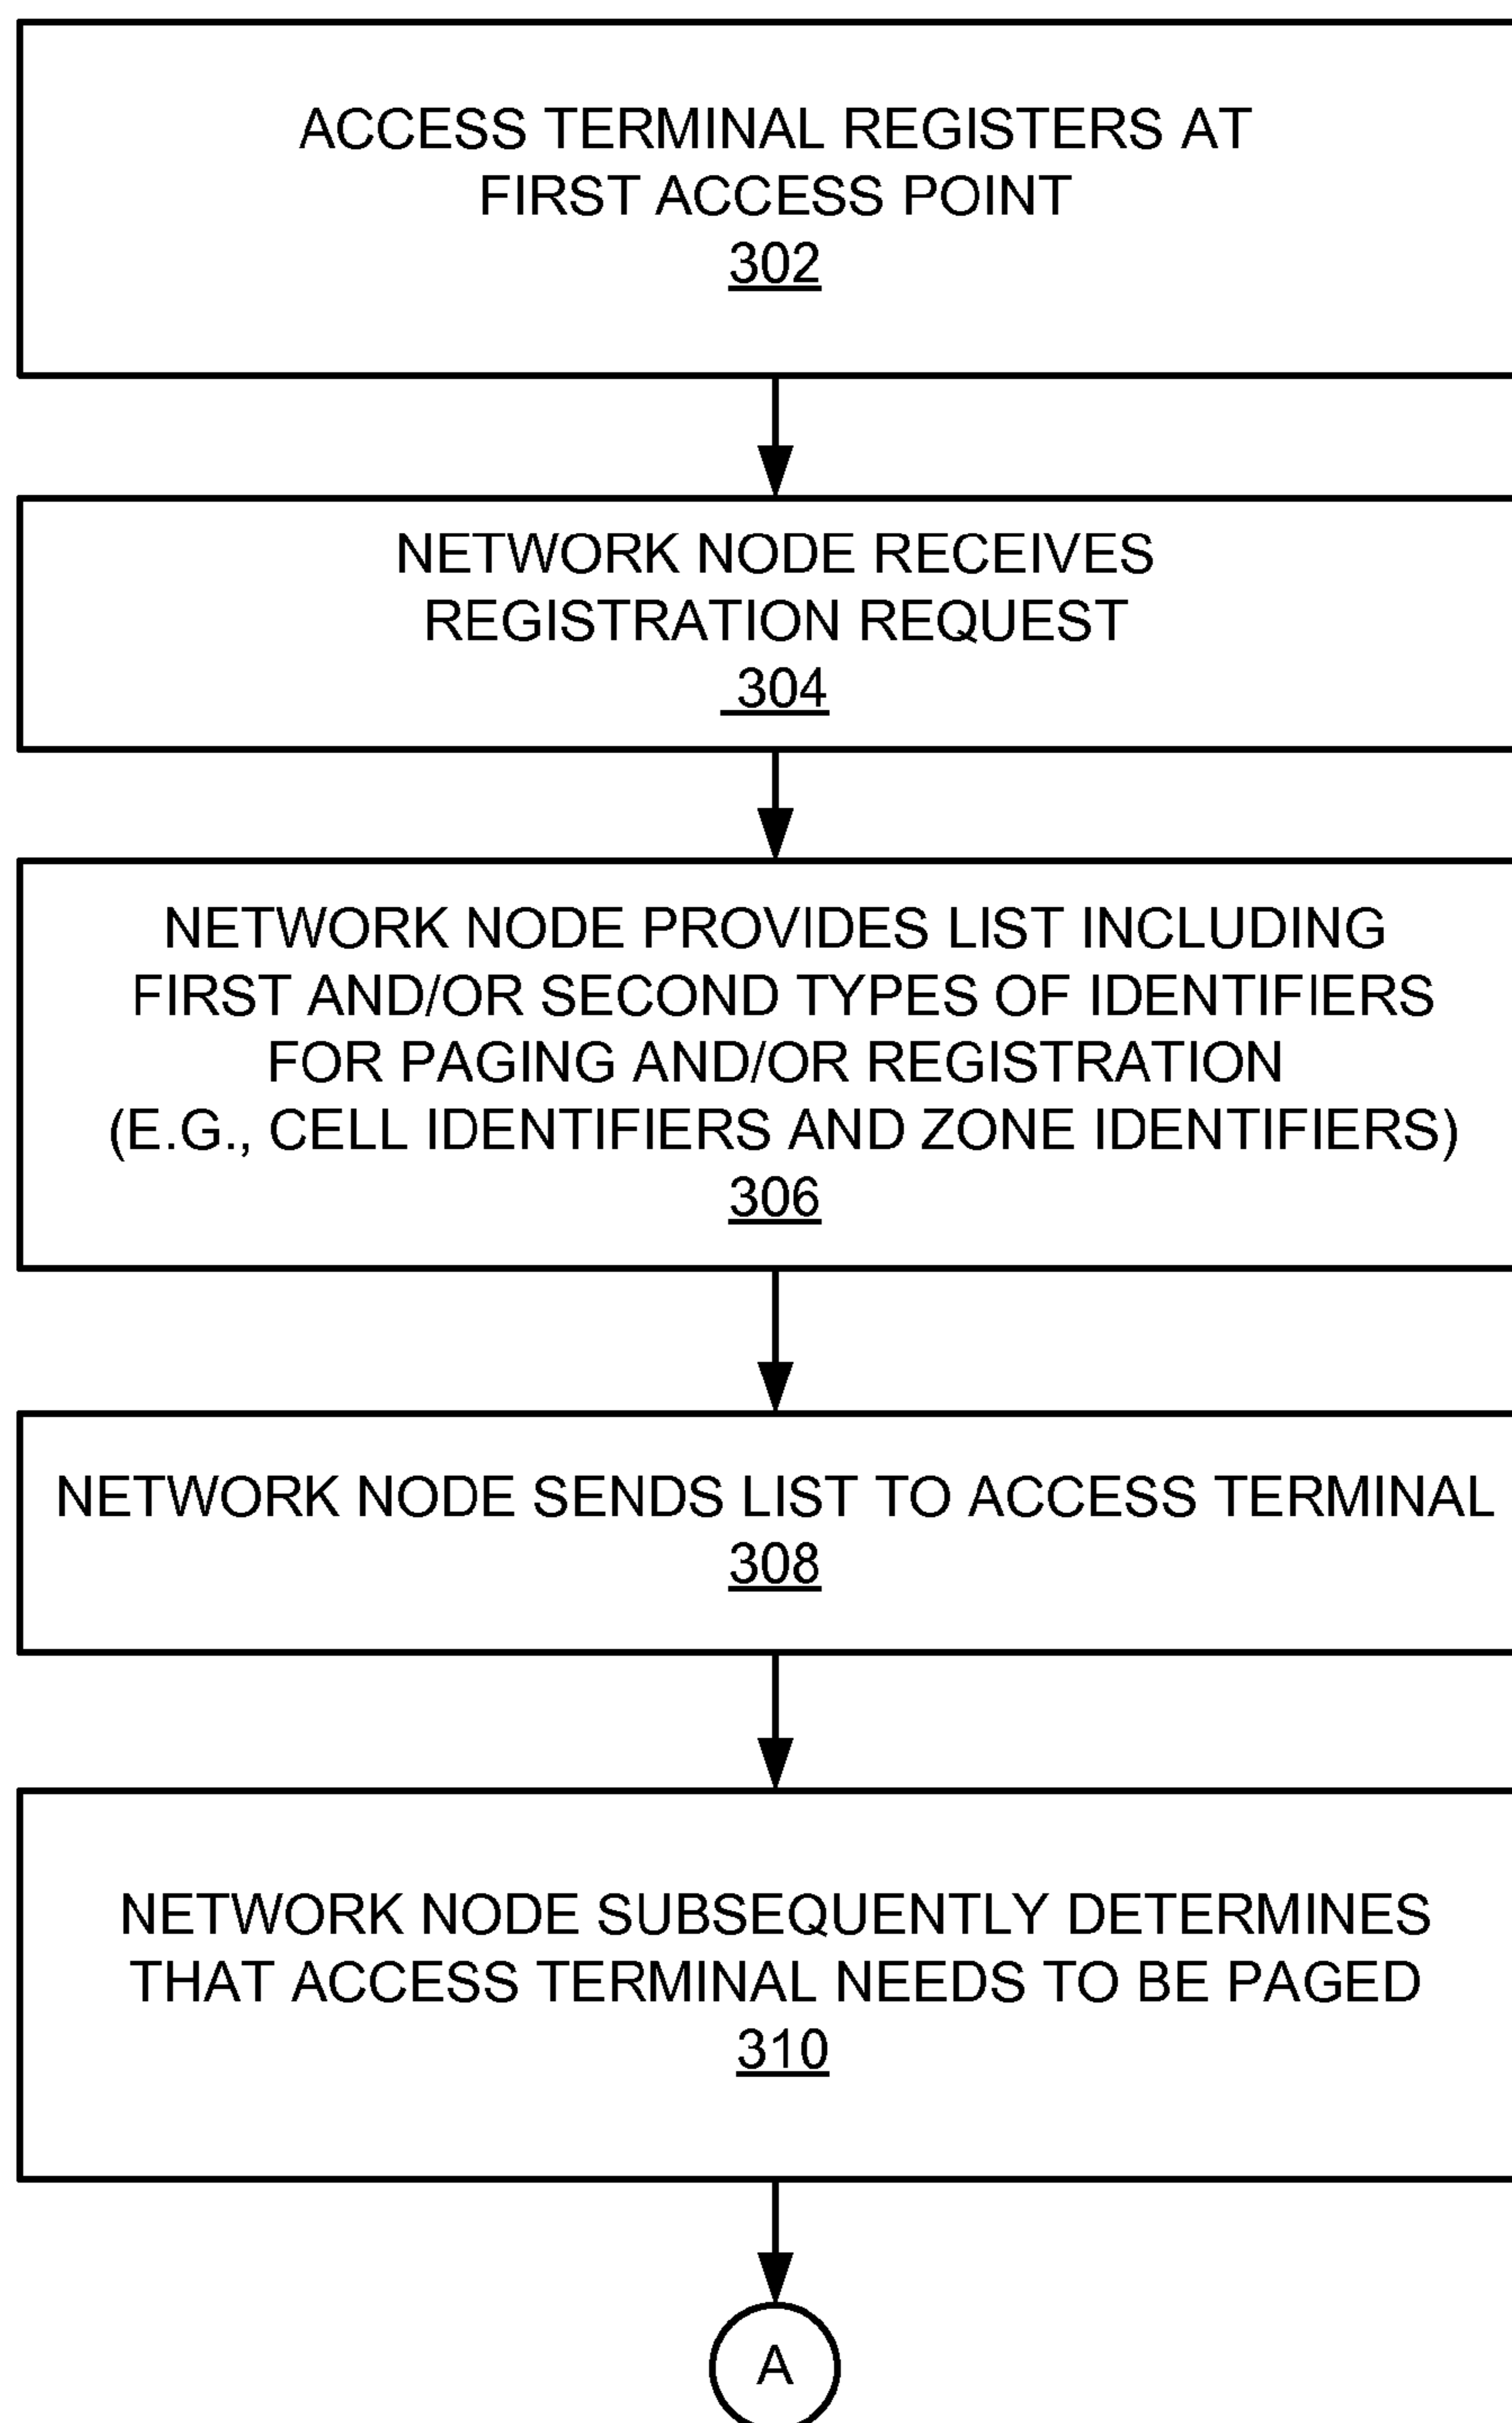 ACCESS TERMINAL REGISTERS AT
FIRST ACCESS POINT
302
NETWORK NODE RECEIVES
REGISTRATION REQUEST
304
NETWORK NODE PROVIDES LIST INCLUDING
FIRST AND/OR SECOND TYPES OF IDENTIFIERS
FOR PAGING AND/OR REGISTRATION
(E.G., CELL IDENTIFIERS AND ZONE IDENTIFIERS)
306
NETWORK NODE SENDS LIST TO ACCESS TERMINAL
308
NETWORK NODE SUBSEQUENTLY DETERMINES
THAT ACCESS TERMINAL NEEDS TO BE PAGED
310
A